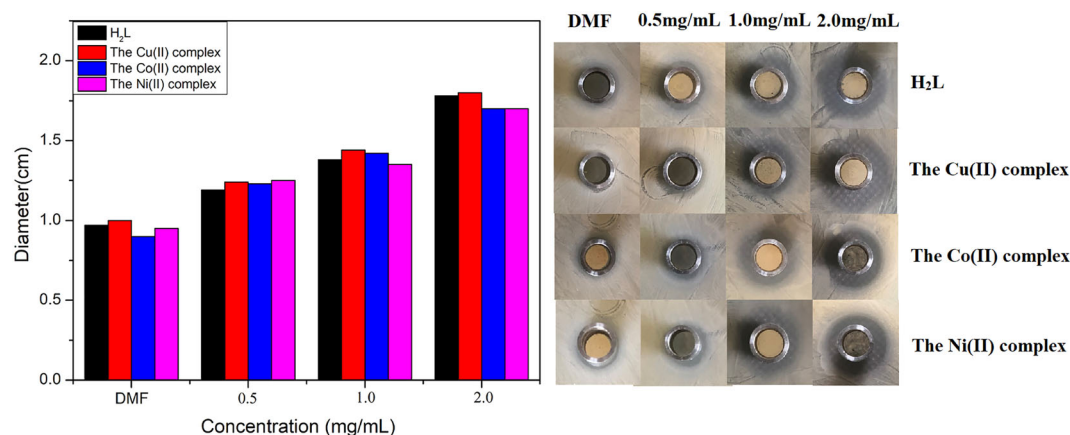 H₂L
The Cu(II) complex
The Co(II) complex
The Ni(II) complex
2.0
1.5
1.0
0.5
0.0
Diameter(cm)
DMF 0.5 1.0 2.0
Concentration (mg/mL)
DMF 0.5mg/mL 1.0mg/mL 2.0mg/mL
H₂L
The Cu(II) complex
The Co(II) complex
The Ni(II) complex